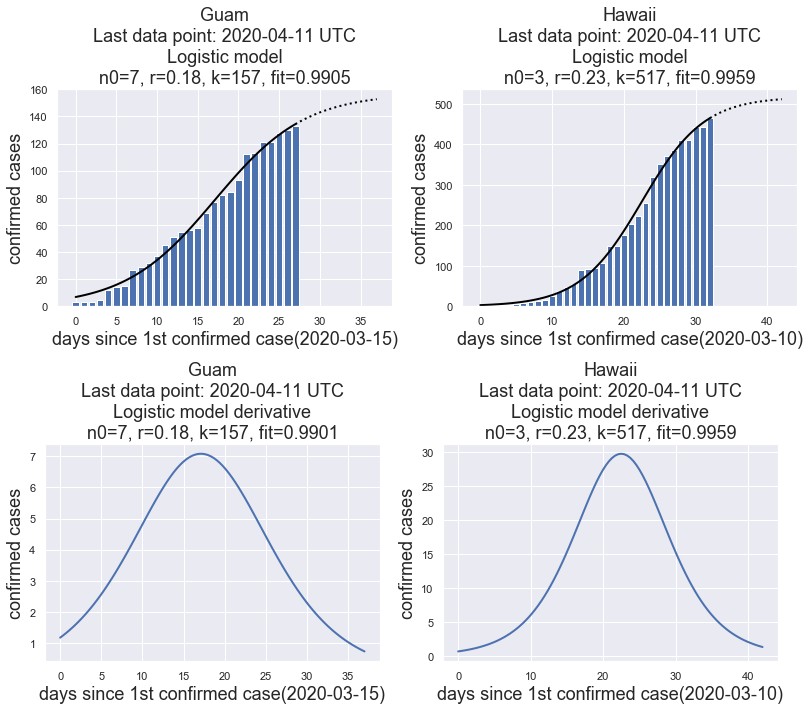 Guam
Last data point: 2020-04-11 UTC
Logistic model
n0=7, r=0.18, k=157, fit=0.9905
160
140
120
100
80
60
40
20
0
confirmed cases
0 5 10 15 20 25 30 35
days since 1st confirmed case(2020-03-15)
Hawaii
Last data point: 2020-04-11 UTC
Logistic model
n0=3, r=0.23, k=517, fit=0.9959
500
400
300
200
100
0
confirmed cases
0 20 40
days since 1st confirmed case(2020-03-10)
Guam
Last data point: 2020-04-11 UTC
Logistic model derivative
n0=7, r=0.18, k=157, fit=0.9901
7
6
5
4
3
2
1
confirmed cases
0 5 10 15 20 25 30 35
days since 1st confirmed case(2020-03-15)
Hawaii
Last data point: 2020-04-11 UTC
Logistic model derivative
n0=3, r=0.23, k=517, fit=0.9959
30
25
20
15
10
5
0
confirmed cases
0 10 20 30 40
days since 1st confirmed case(2020-03-10)